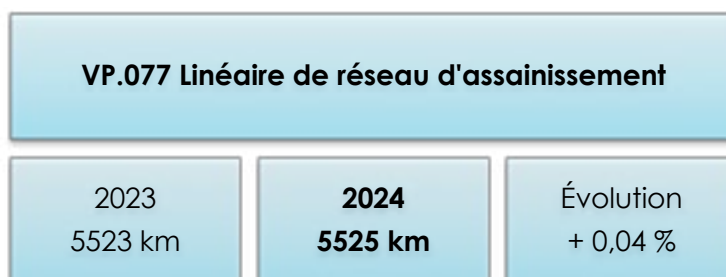 VP.077 Linéaire de réseau d'assainissement
2023
5523 km
2024
5525 km
Évolution
+ 0,04 %